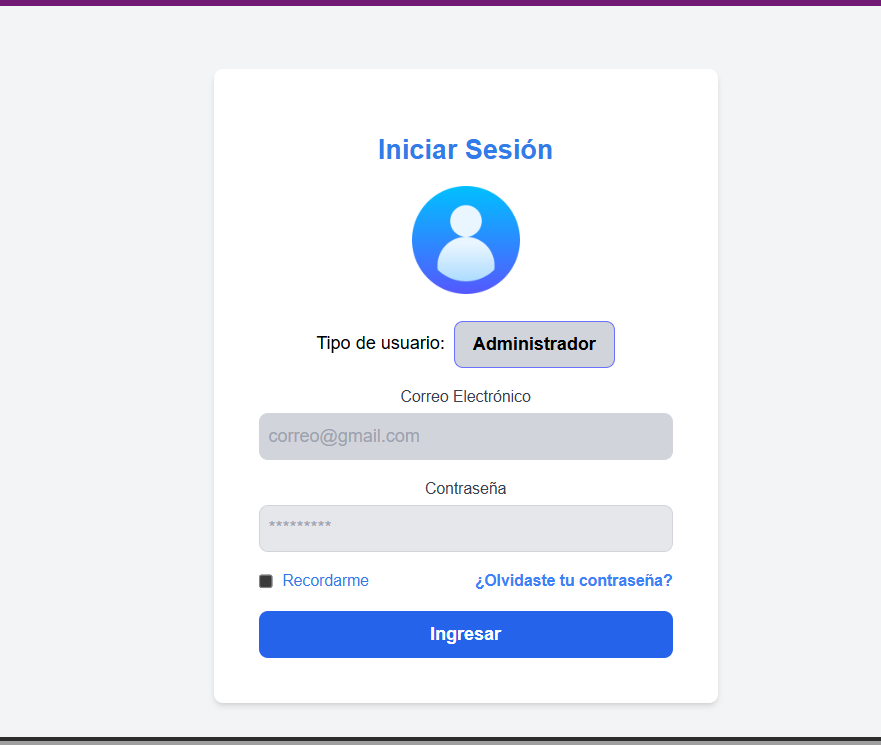 Iniciar Sesión
Tipo de usuario: Administrador
Correo Electrónico
correo@gmail.com
Contraseña
*********
Recordarme ¿Olvidaste tu contraseña?
Ingresar